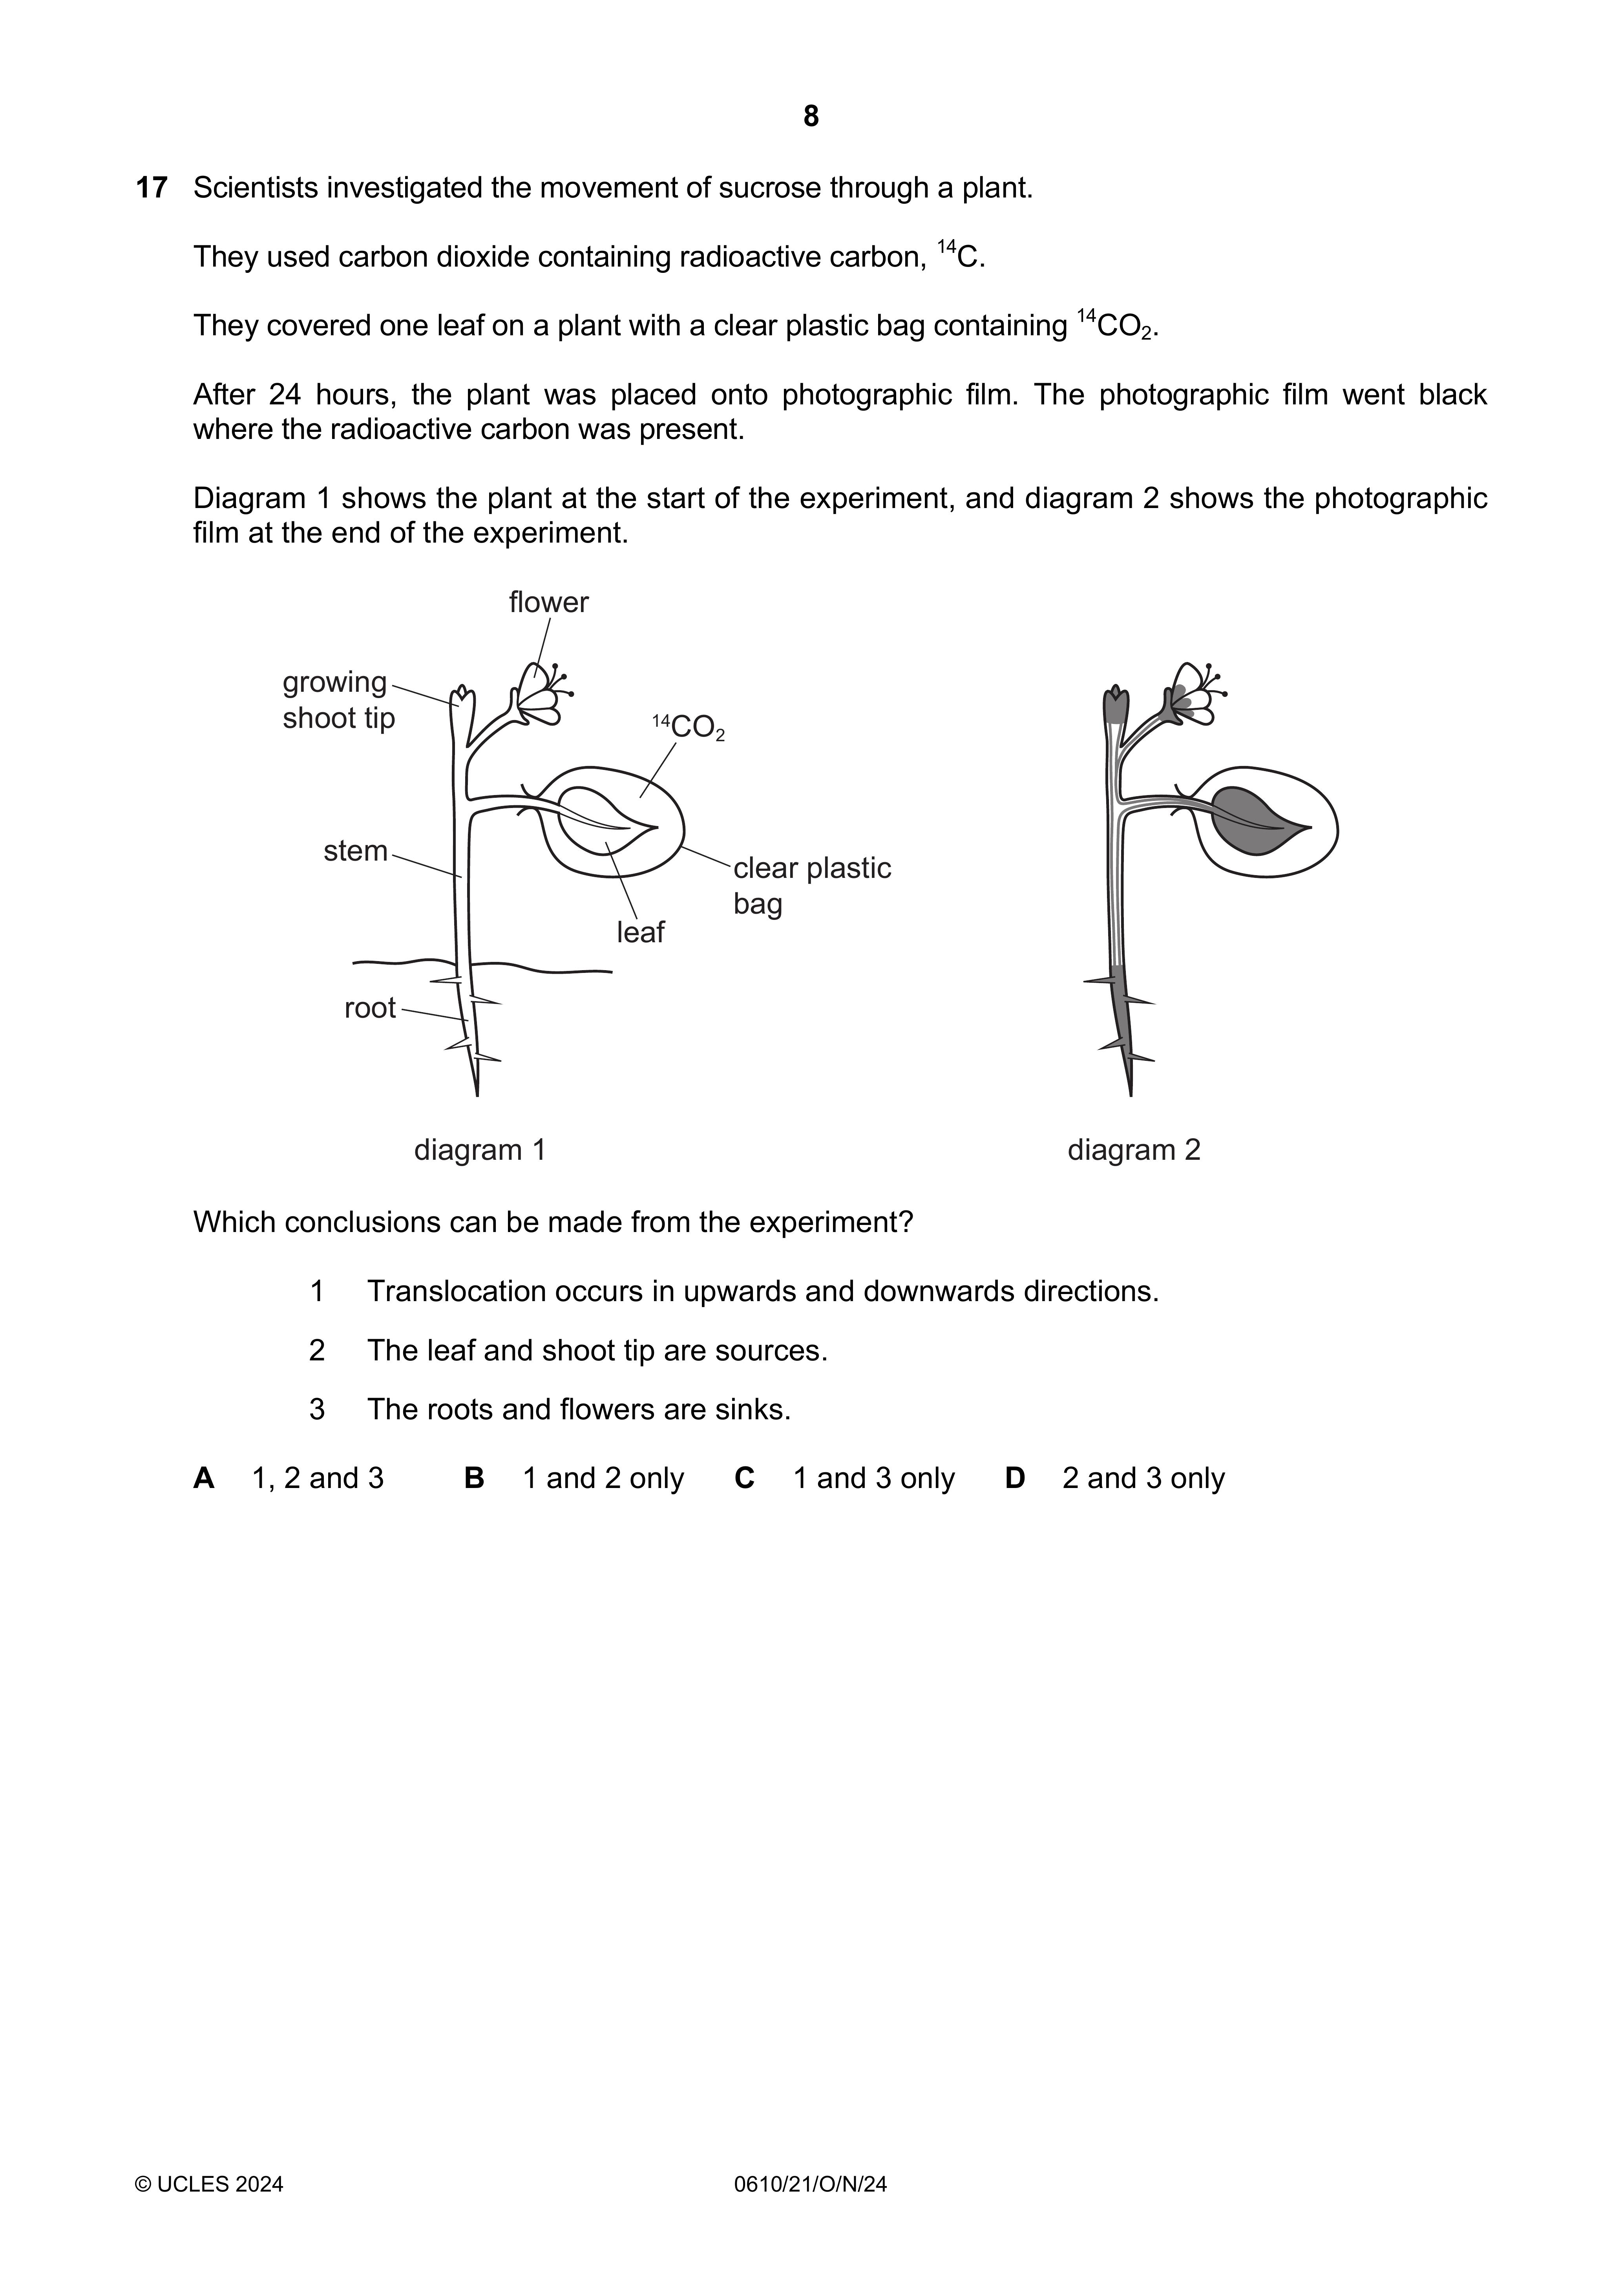 8
17 Scientists investigated the movement of sucrose through a plant.
They used carbon dioxide containing radioactive carbon, ¹⁴C.
They covered one leaf on a plant with a clear plastic bag containing ¹⁴CO₂.
After 24 hours, the plant was placed onto photographic film. The photographic film went black
where the radioactive carbon was present.
Diagram 1 shows the plant at the start of the experiment, and diagram 2 shows the photographic
film at the end of the experiment.
flower
growing
shoot tip
¹⁴CO₂
stem
clear plastic
bag
leaf
root
diagram 1
diagram 2
Which conclusions can be made from the experiment?
1 Translocation occurs in upwards and downwards directions.
2 The leaf and shoot tip are sources.
3 The roots and flowers are sinks.
A 1, 2 and 3 B 1 and 2 only C 1 and 3 only D 2 and 3 only
© UCLES 2024 0610/21/O/N/24